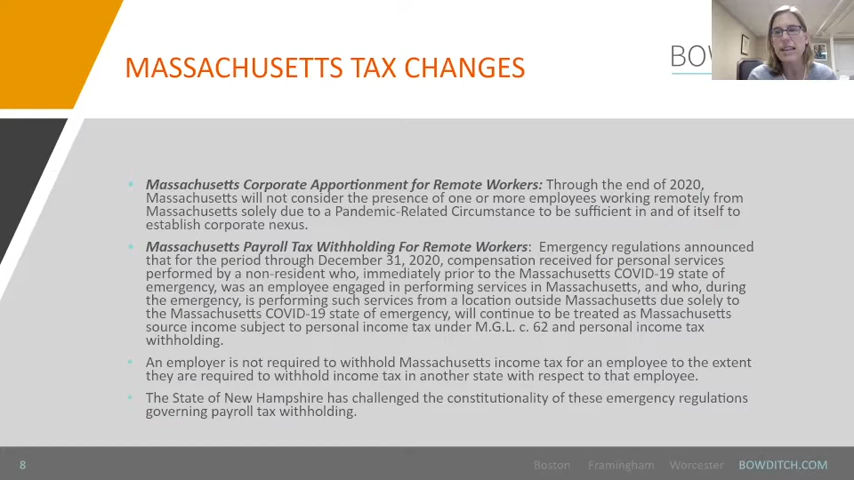 MASSACHUSETTS TAX CHANGES
BOW
• Massachusetts Corporate Apportionment for Remote Workers: Through the end of 2020,
Massachusetts will not consider the presence of one or more employees working remotely from
Massachusetts solely due to a Pandemic-Related Circumstance to be sufficient in and of itself to
establish corporate nexus.
• Massachusetts Payroll Tax Withholding For Remote Workers: Emergency regulations announced
that for the period through December 31, 2020, compensation received for personal services
performed by a non-resident who, immediately prior to the Massachusetts COVID-19 state of
emergency, was an employee engaged in performing services in Massachusetts, and who, during
the emergency, is performing such services from a location outside Massachusetts due solely to
the Massachusetts COVID-19 state of emergency, will continue to be treated as Massachusetts
source income subject to personal income tax under M.G.L. c. 62 and personal income tax
withholding.
• An employer is not required to withhold Massachusetts income tax for an employee to the extent
they are required to withhold income tax in another state with respect to that employee.
• The State of New Hampshire has challenged the constitutionality of these emergency regulations
governing payroll tax withholding.
8
Boston Framingham Worcester BOWDITCH.COM